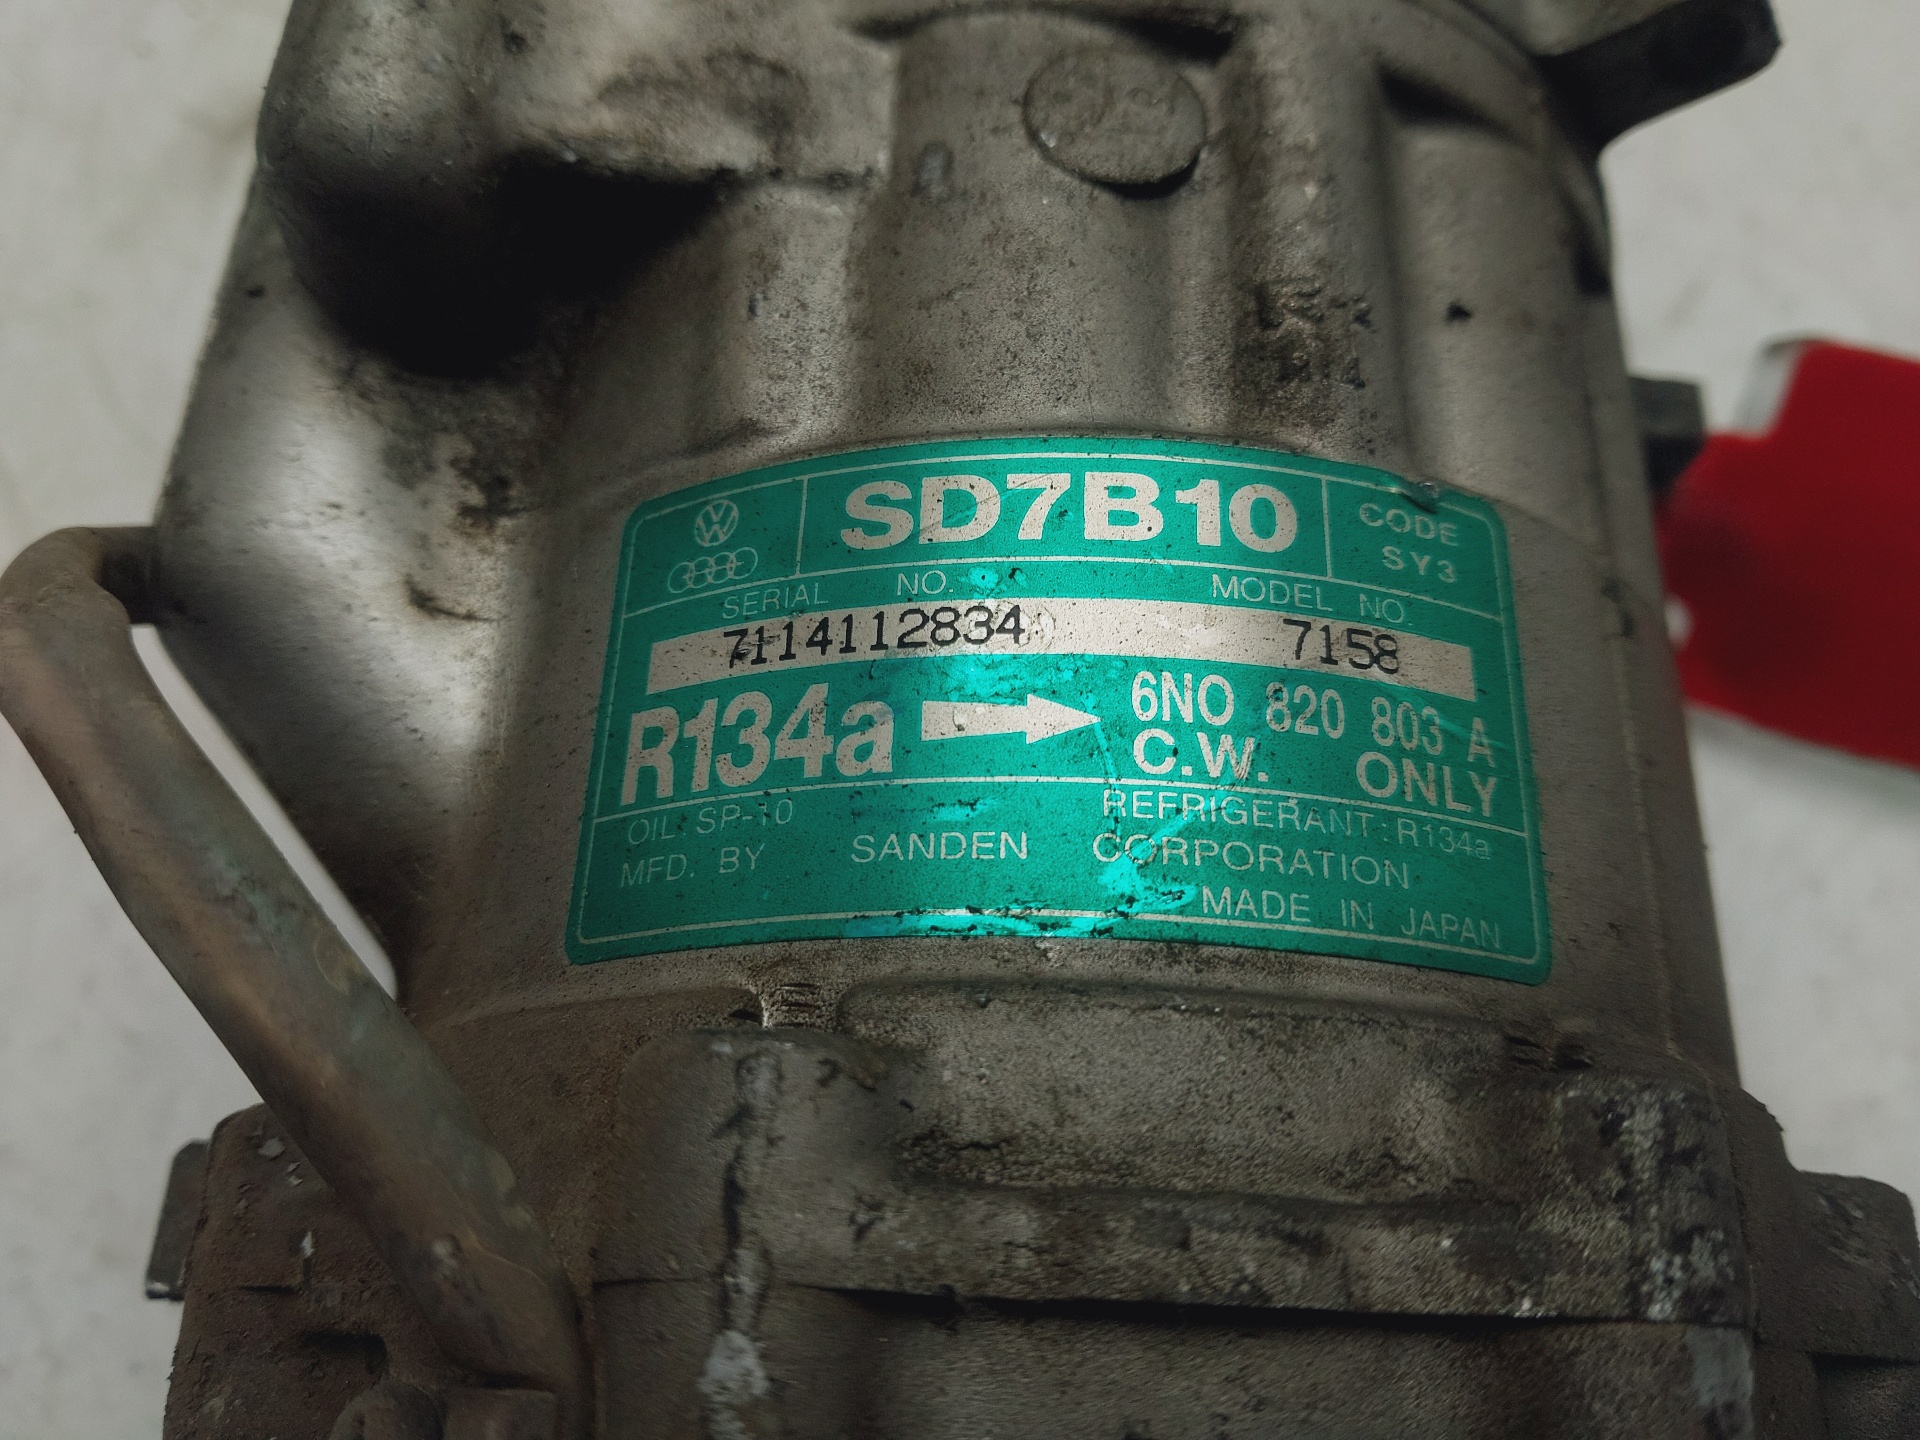 SD7B10
CODE
SY3
SERIAL NO. MODEL NO.
7114112834 7158
R134a 6N0 820 803 A
C.W. ONLY
OIL: SP-10 REFRIGERANT: R134a
MFD. BY SANDEN CORPORATION
MADE IN JAPAN